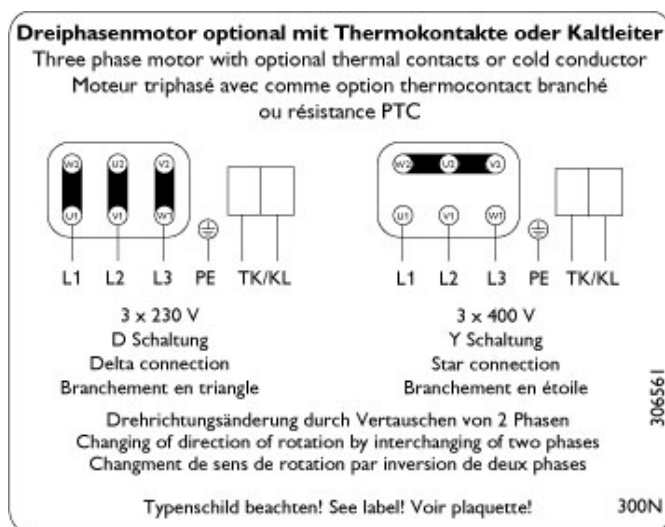 Dreiphasenmotor optional mit Thermokontakte oder Kaltleiter
Three phase motor with optional thermal contacts or cold conductor
Moteur triphasé avec comme option thermocontact branché
ou résistance PTC
W2 U2 V2
U1 V1 W1
L1 L2 L3 PE TK/KL
3 x 230 V
D Schaltung
Delta connection
Branchement en triangle
W2 U2 V2
U1 V1 W1
L1 L2 L3 PE TK/KL
3 x 400 V
Y Schaltung
Star connection
Branchement en étoile
306561
Drehrichtungsänderung durch Vertauschen von 2 Phasen
Changing of direction of rotation by interchanging of two phases
Changment de sens de rotation par inversion de deux phases
Typenschild beachten! See label! Voir plaquette! 300N